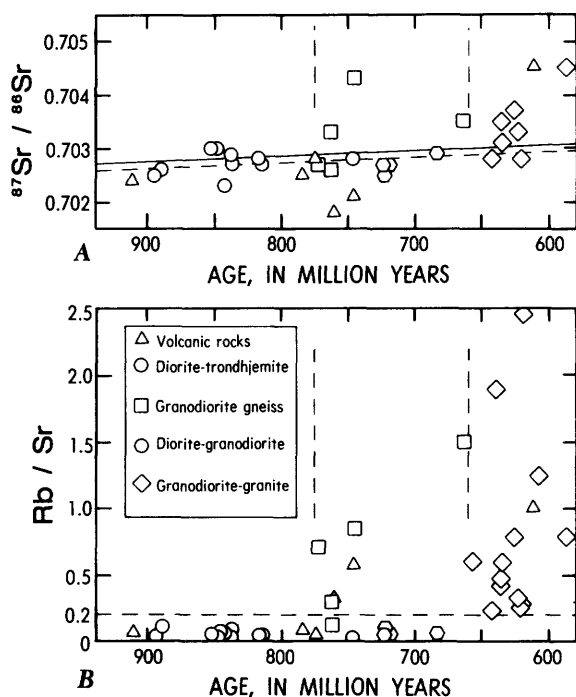 0.705
0.704
0.703
0.702
87Sr / 86Sr
A
900 800 700 600
AGE, IN MILLION YEARS
2.5
2.0
1.5
1.0
0.5
0.2
0
Rb / Sr
Volcanic rocks
Diorite-trondhjemite
Granodiorite gneiss
Diorite-granodiorite
Granodiorite-granite
B
900 800 700 600
AGE, IN MILLION YEARS